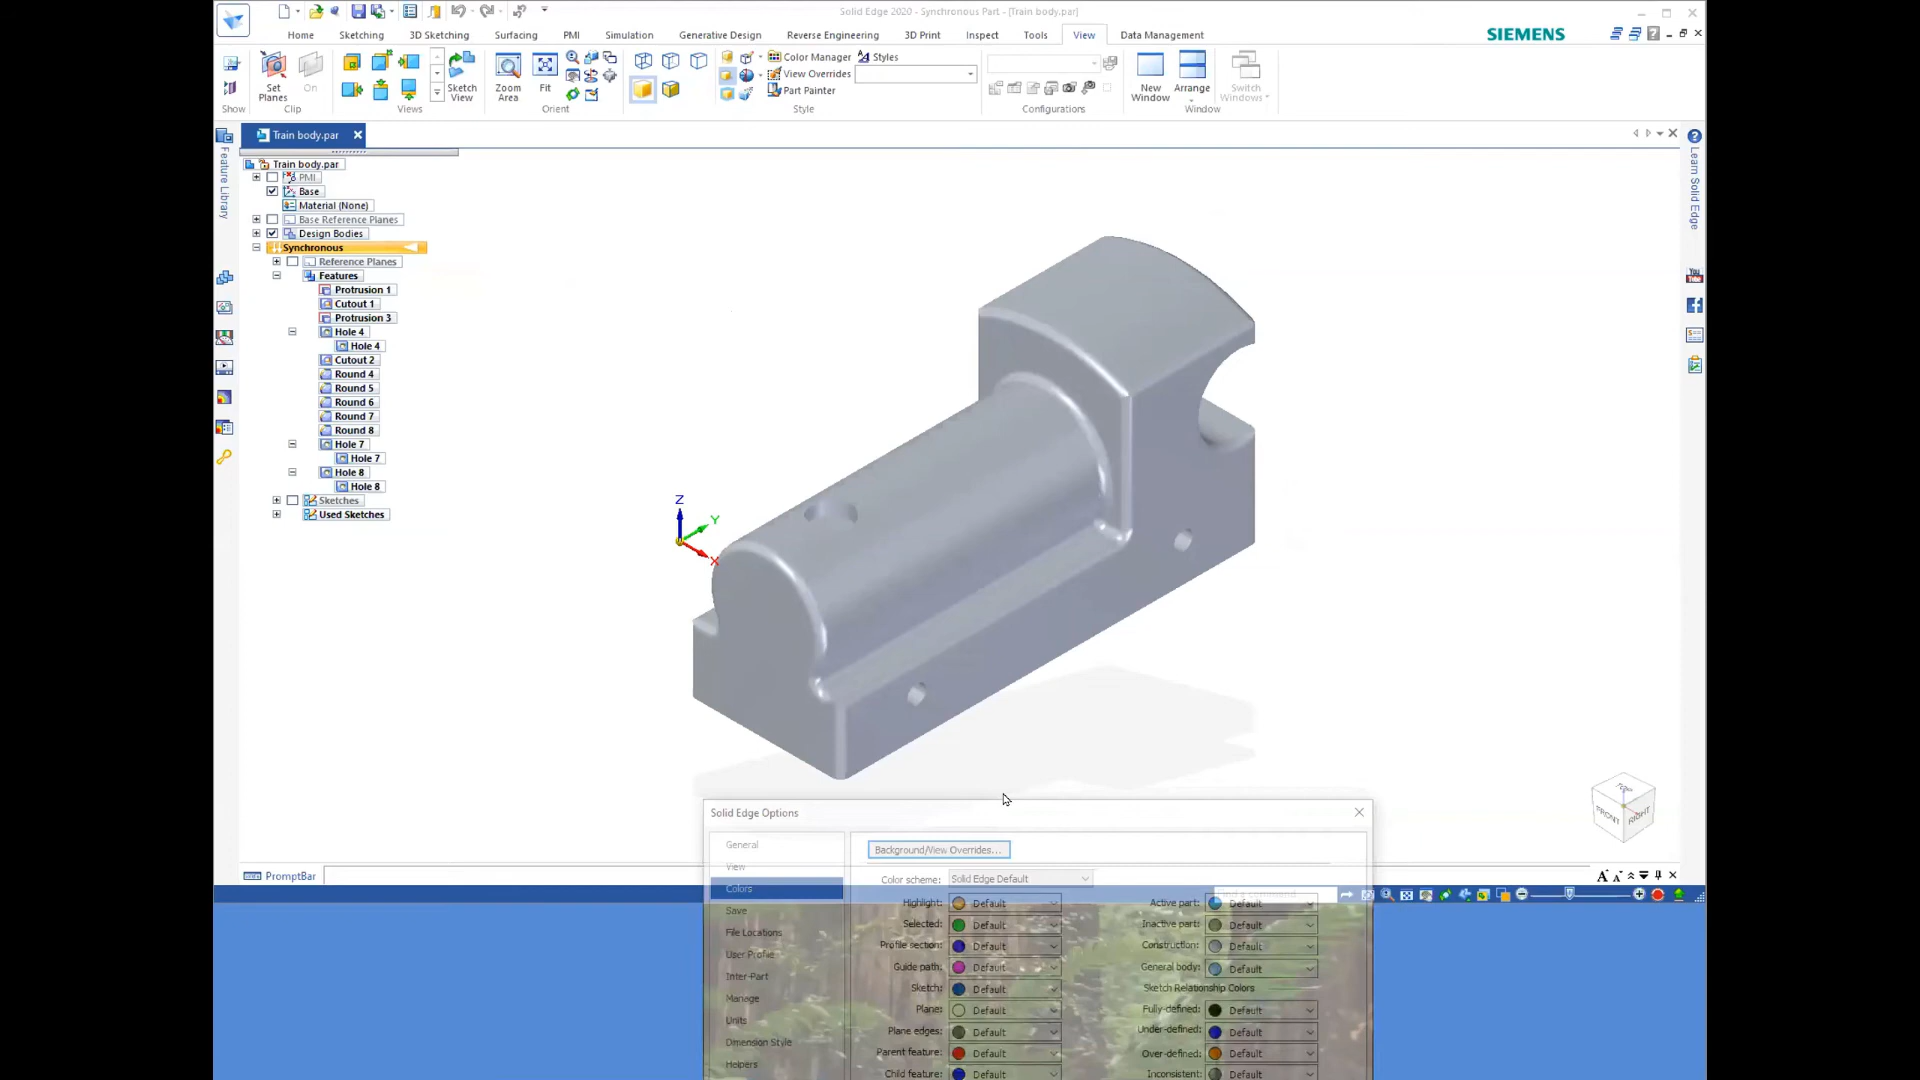 Solid Edge 2020 - Synchronous Part - [Train body.par]
Home Sketching 3D Sketching Surfacing PMI Simulation Generative Design Reverse Engineering 3D Print Inspect Tools View Data Management
SIEMENS
Show
Set Planes
On
Clip
Views
Sketch View
Zoom Area
Fit
Orient
Color Manager
Styles
View Overrides
Part Painter
Style
Configurations
New Window
Arrange
Switch Windows
Window
Train body.par
Feature Library
Learn Solid Edge
You Tube
Train body.par
PMI
Base
Material (None)
Base Reference Planes
Design Bodies
Synchronous
Reference Planes
Features
Protrusion 1
Cutout 1
Protrusion 3
Hole 4
Hole 4
Cutout 2
Round 4
Round 5
Round 6
Round 7
Round 8
Hole 7
Hole 7
Hole 8
Hole 8
Sketches
Used Sketches
Z
Y
X
TOP
FRONT
RIGHT
PromptBar
Solid Edge Options
General
View
Colors
Save
File Locations
User Profile
Inter-Part
Manage
Units
Dimension Style
Helpers
Background/View Overrides...
Color scheme: Solid Edge Default
Highlight: Default
Selected: Default
Profile section: Default
Guide path: Default
Sketch: Default
Plane: Default
Plane edges: Default
Parent feature: Default
Child feature: Default
Active part: Default
Inactive part: Default
Construction: Default
General body: Default
Sketch Relationship Colors
Fully-defined: Default
Under-defined: Default
Over-defined: Default
Inconsistent: Default